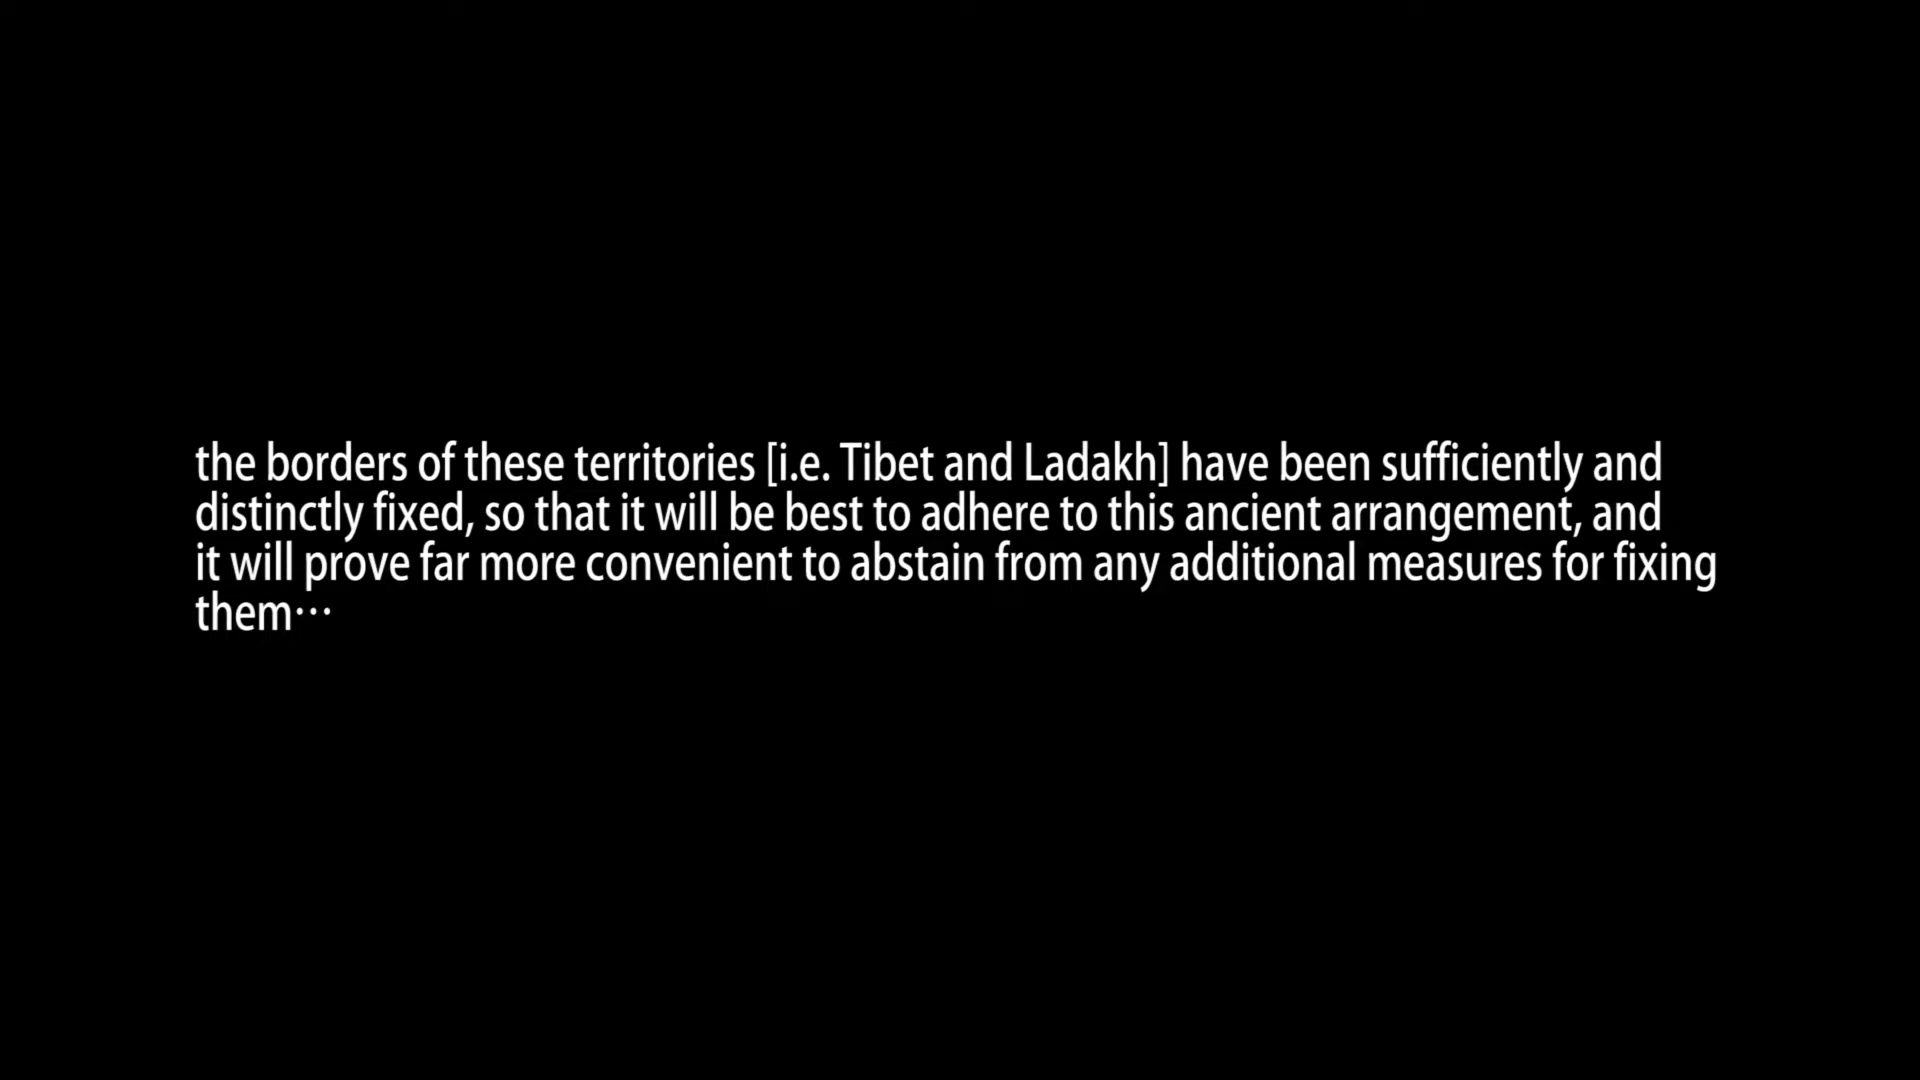 the borders of these territories [i.e. Tibet and Ladakh] have been sufficiently and
distinctly fixed, so that it will be best to adhere to this ancient arrangement, and
it will prove far more convenient to abstain from any additional measures for fixing
them⋯